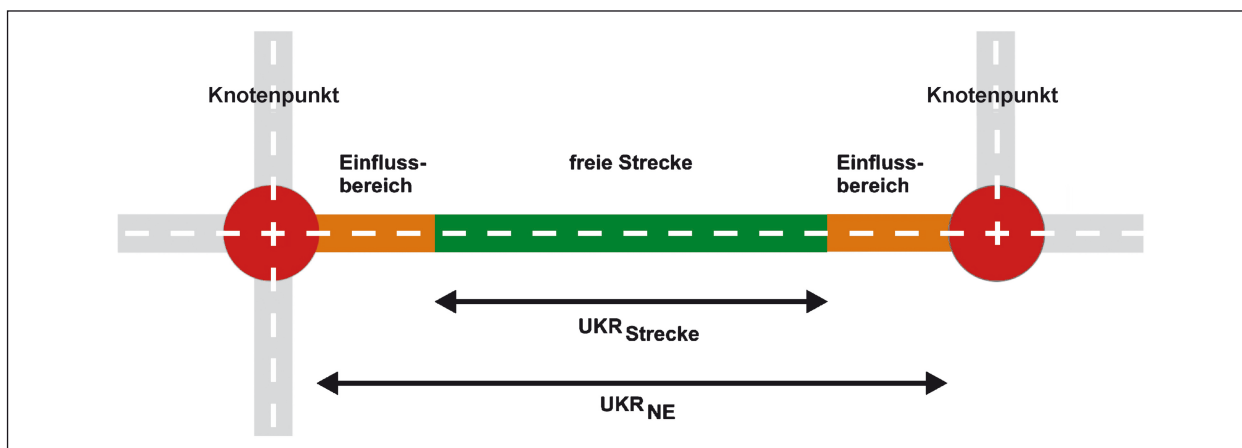 Knotenpunkt
Knotenpunkt
Einfluss-
bereich
freie Strecke
Einfluss-
bereich
UKR Strecke
UKR NE